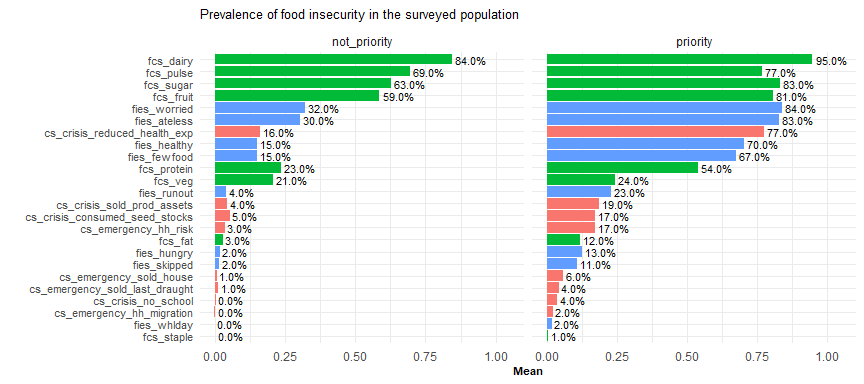 Prevalence of food insecurity in the surveyed population
not_priority priority
fcs_dairy 84.0% 95.0%
fcs_pulse 69.0% 77.0%
fcs_sugar 63.0% 83.0%
fcs_fruit 59.0% 81.0%
fies_worried 32.0% 84.0%
fies_ateless 30.0% 83.0%
cs_crisis_reduced_health_exp 16.0% 77.0%
fies_healthy 15.0% 70.0%
fies_fewfood 15.0% 67.0%
fcs_protein 23.0% 54.0%
fcs_veg 21.0% 24.0%
fies_runout 4.0% 23.0%
cs_crisis_sold_prod_assets 4.0% 19.0%
cs_crisis_consumed_seed_stocks 5.0% 17.0%
cs_emergency_hh_risk 3.0% 17.0%
fcs_fat 3.0% 12.0%
fies_hungry 2.0% 13.0%
fies_skipped 2.0% 11.0%
cs_emergency_sold_house 1.0% 6.0%
cs_emergency_sold_last_draught 1.0% 4.0%
cs_crisis_no_school 0.0% 4.0%
cs_emergency_hh_migration 0.0% 2.0%
fies_whlday 0.0% 2.0%
fcs_staple 0.0% 1.0%
0.00 0.25 0.50 0.75 1.00 0.00 0.25 0.50 0.75 1.00
Mean